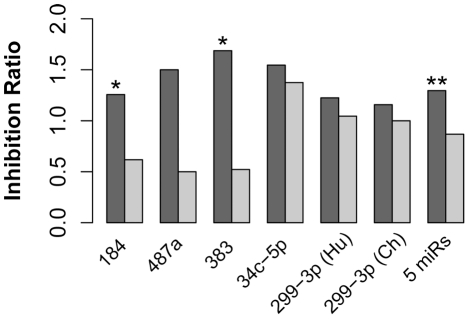 Inhibition Ratio
2.0
1.5
1.0
0.5
0.0
*
*
**
184
487a
383
34c−5p
299−3p (Hu)
299−3p (Ch)
5 miRs